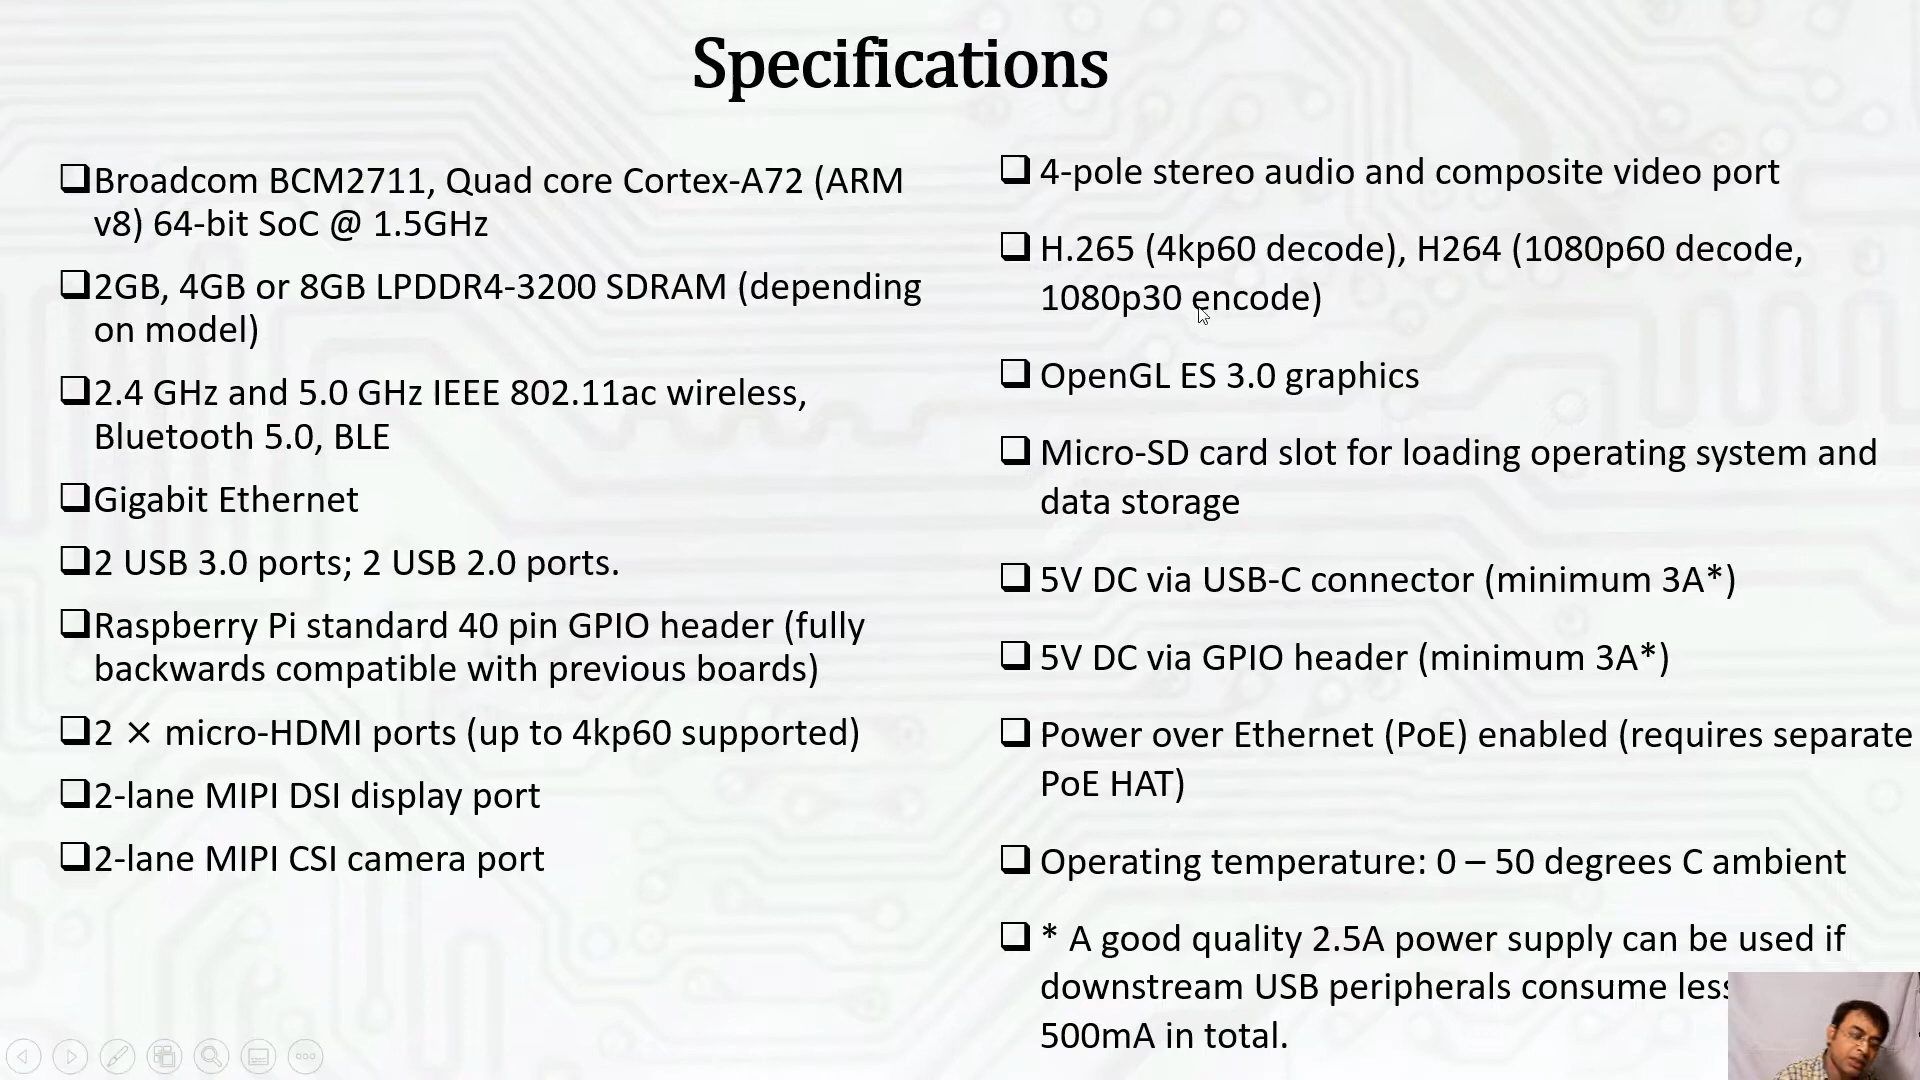 Specifications
Broadcom BCM2711, Quad core Cortex-A72 (ARM
v8) 64-bit SoC @ 1.5GHz
2GB, 4GB or 8GB LPDDR4-3200 SDRAM (depending
on model)
2.4 GHz and 5.0 GHz IEEE 802.11ac wireless,
Bluetooth 5.0, BLE
Gigabit Ethernet
2 USB 3.0 ports; 2 USB 2.0 ports.
Raspberry Pi standard 40 pin GPIO header (fully
backwards compatible with previous boards)
2 × micro-HDMI ports (up to 4kp60 supported)
2-lane MIPI DSI display port
2-lane MIPI CSI camera port
4-pole stereo audio and composite video port
H.265 (4kp60 decode), H264 (1080p60 decode,
1080p30 encode)
OpenGL ES 3.0 graphics
Micro-SD card slot for loading operating system and
data storage
5V DC via USB-C connector (minimum 3A*)
5V DC via GPIO header (minimum 3A*)
Power over Ethernet (PoE) enabled (requires separate
PoE HAT)
Operating temperature: 0 – 50 degrees C ambient
* A good quality 2.5A power supply can be used if
downstream USB peripherals consume less
500mA in total.